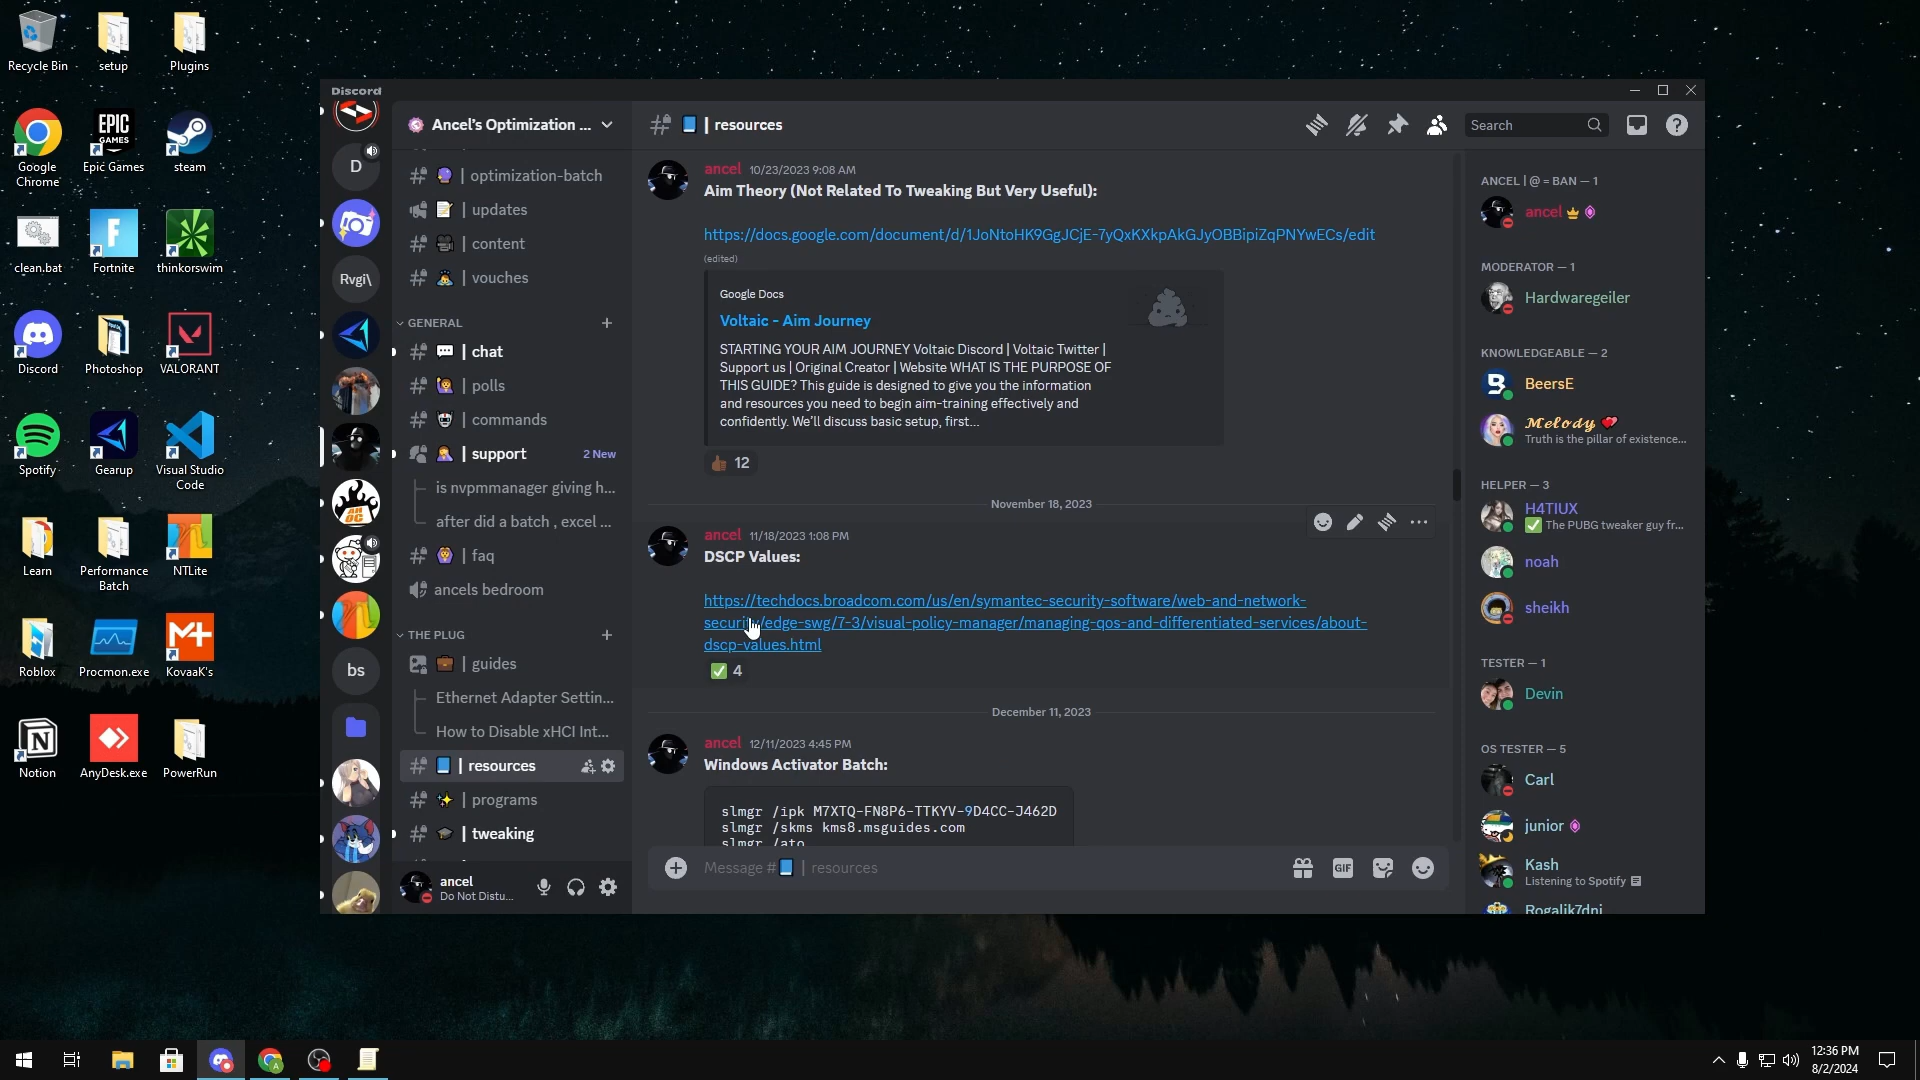 Recycle Bin
setup
Plugins
Google Chrome
EPIC GAMES
Epic Games
steam
clean.bat
Fortnite
thinkorswim
Discord
Photoshop
VALORANT
Spotify
Gearup
Visual Studio Code
Learn
Performance Batch
NTLite
Roblox
Procmon.exe
KovaaK's
Notion
AnyDesk.exe
PowerRun
Discord
D
Rvgi\
bs
Ancel's Optimization ...
| optimization-batch
| updates
| content
| vouches
GENERAL
| chat
| polls
| commands
| support 2 New
is nvpmmanager giving h...
after did a batch , excel ...
| faq
ancels bedroom
THE PLUG
| guides
Ethernet Adapter Settin...
How to Disable xHCI Int...
| resources
| programs
| tweaking
ancel
Do Not Distu...
| resources
Search
ancel 10/23/2023 9:08 AM
Aim Theory (Not Related To Tweaking But Very Useful):
https://docs.google.com/document/d/1JoNtoHK9GgJCjE-7yQxKXkpAkGJyOBBipiZqPNYwECs/edit
(edited)
Google Docs
Voltaic - Aim Journey
STARTING YOUR AIM JOURNEY Voltaic Discord | Voltaic Twitter |
Support us | Original Creator | Website WHAT IS THE PURPOSE OF
THIS GUIDE? This guide is designed to give you the information
and resources you need to begin aim-training effectively and
confidently. We'll discuss basic setup, first...
12
November 18, 2023
ancel 11/18/2023 1:08 PM
DSCP Values:
https://techdocs.broadcom.com/us/en/symantec-security-software/web-and-network-
security/edge-swg/7-3/visual-policy-manager/managing-qos-and-differentiated-services/about-
dscp-values.html
4
December 11, 2023
ancel 12/11/2023 4:45 PM
Windows Activator Batch:
slmgr /ipk M7XTQ-FN8P6-TTKYV-9D4CC-J462D
slmgr /skms kms8.msguides.com
slmgr /ato
Message # | resources
GIF
ANCEL | @ = BAN — 1
ancel
MODERATOR — 1
Hardwaregeiler
KNOWLEDGEABLE — 2
BeersE
Melody
Truth is the pillar of existence...
HELPER — 3
H4TIUX
The PUBG tweaker guy fr...
noah
sheikh
TESTER — 1
Devin
OS TESTER — 5
Carl
junior
Kash
Listening to Spotify
Rogalik7dni
12:36 PM
8/2/2024